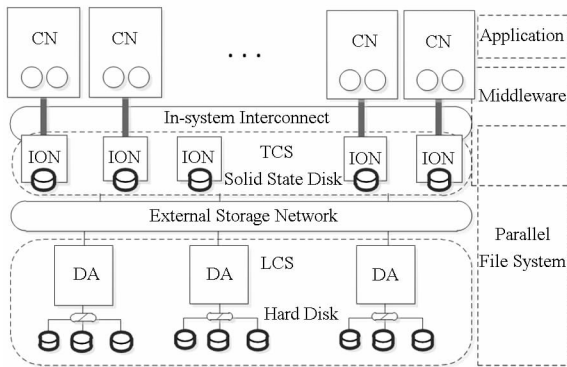 CN CN ... CN CN Application
Middleware
In-system Interconnect
ION ION ION TCS ION ION
Solid State Disk
External Storage Network
DA DA LCS DA
Parallel
File System
Hard Disk